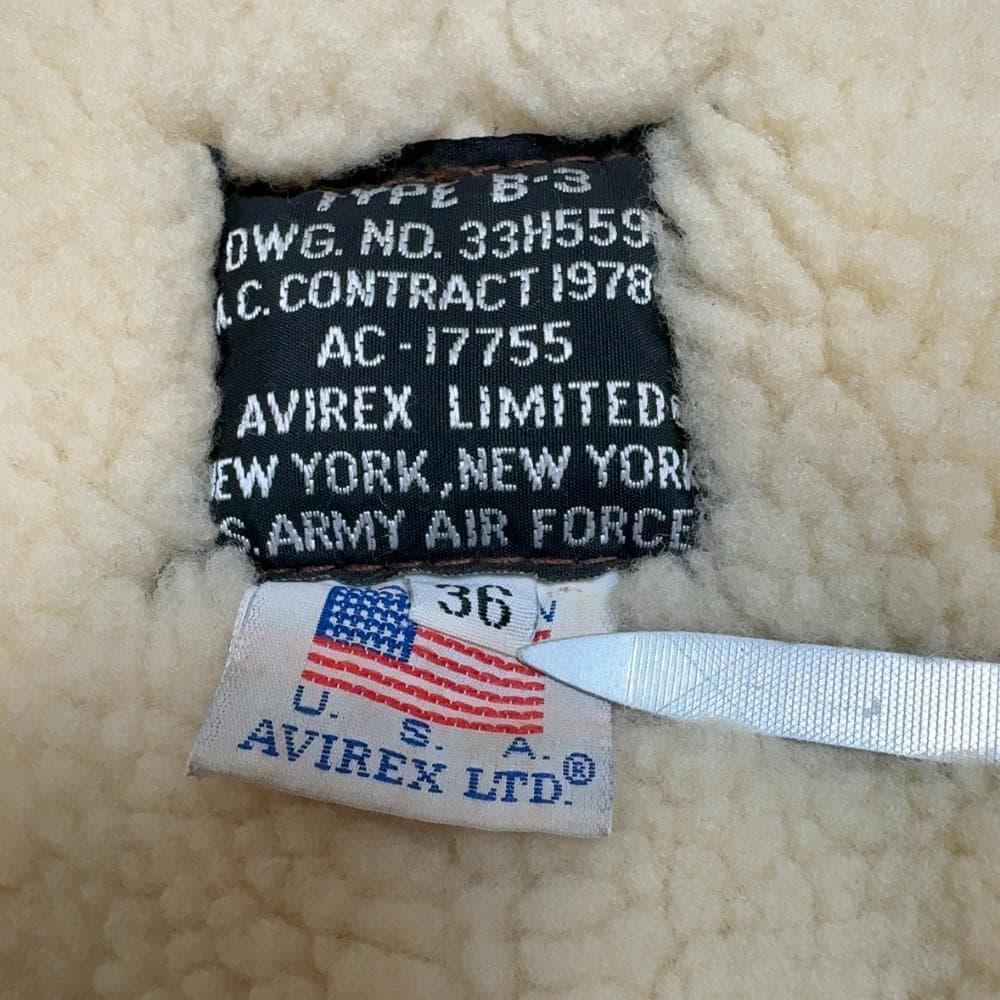 TYPE B-3
DWG. NO. 33H559
A.C. CONTRACT 1978
AC-17755
AVIREX LIMITED
NEW YORK, NEW YORK
S. ARMY AIR FORCE
36
U. S. A.
AVIREX LTD.®